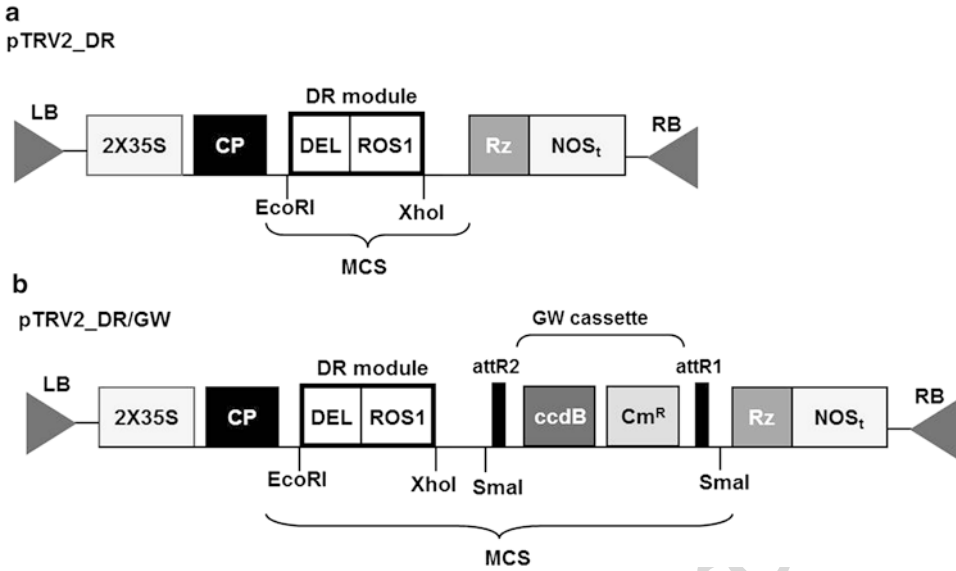 a
pTRV2_DR
LB
DR module
RB
2X35S CP DEL ROS1 Rz NOSt
EcoRI XhoI
MCS
b
pTRV2_DR/GW
GW cassette
LB
DR module
attR2 attR1
RB
2X35S CP DEL ROS1 ccdB CmR Rz NOSt
EcoRI XhoI SmaI SmaI
MCS